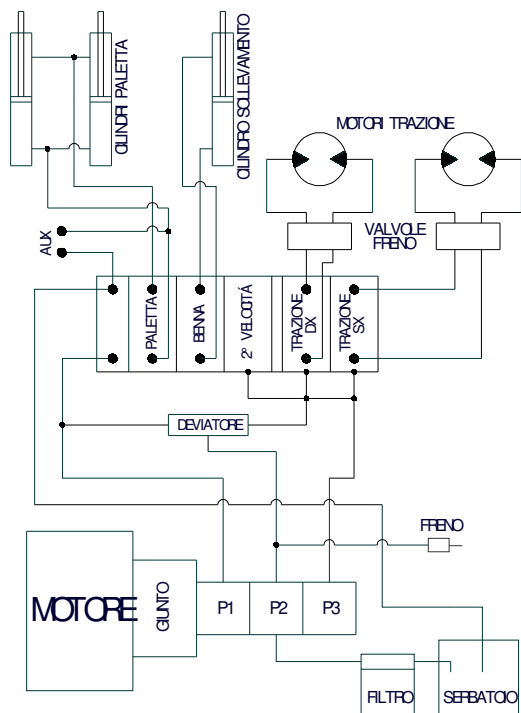 CILINDRI PALETTA
CILINDRO SOLLEVAMENTO
MOTORI TRAZIONE
VALVOLE
FRENO
AUX
PALETTA
BENNA
2° VELOCITÁ
TRAZIONE
DX
TRAZIONE
SX
DEVIATORE
FRENO
MOTORE
GIUNTO
P1
P2
P3
FILTRO
SERBATOIO